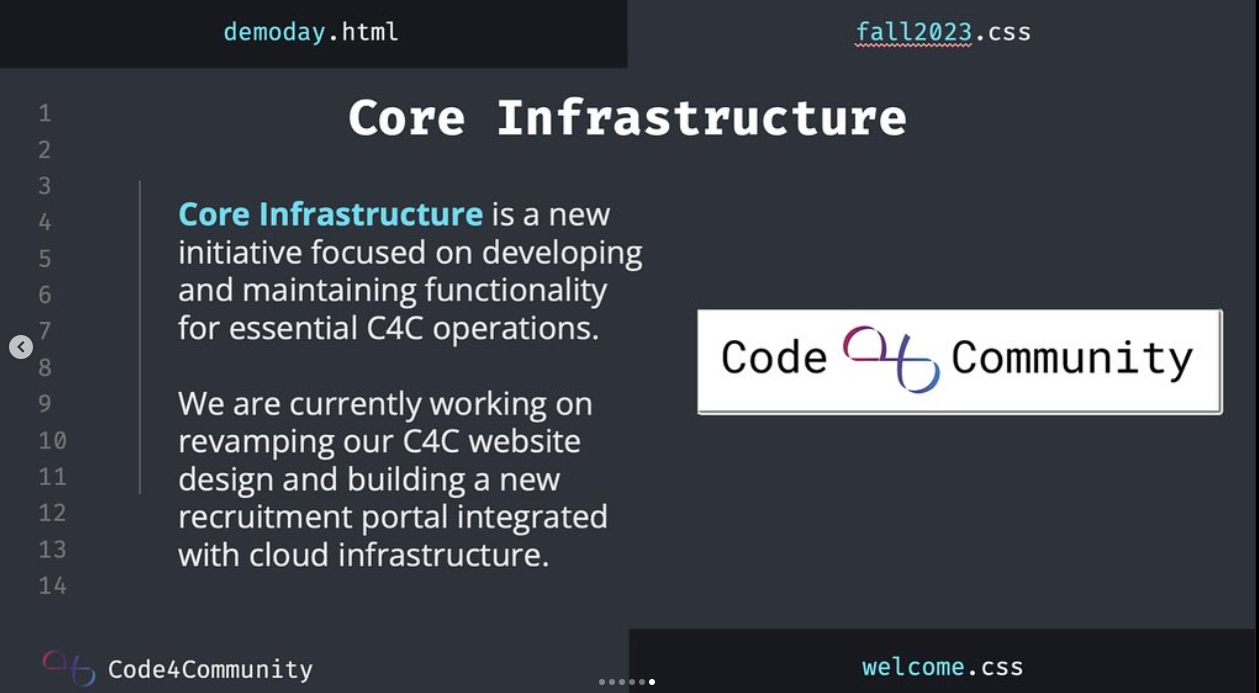 demoday.html
fall2023.css
Core Infrastructure
1
2
3
4
5
6
7
8
9
10
11
12
13
14
Core Infrastructure is a new
initiative focused on developing
and maintaining functionality
for essential C4C operations.
We are currently working on
revamping our C4C website
design and building a new
recruitment portal integrated
with cloud infrastructure.
Code Community
Code4Community
welcome.css